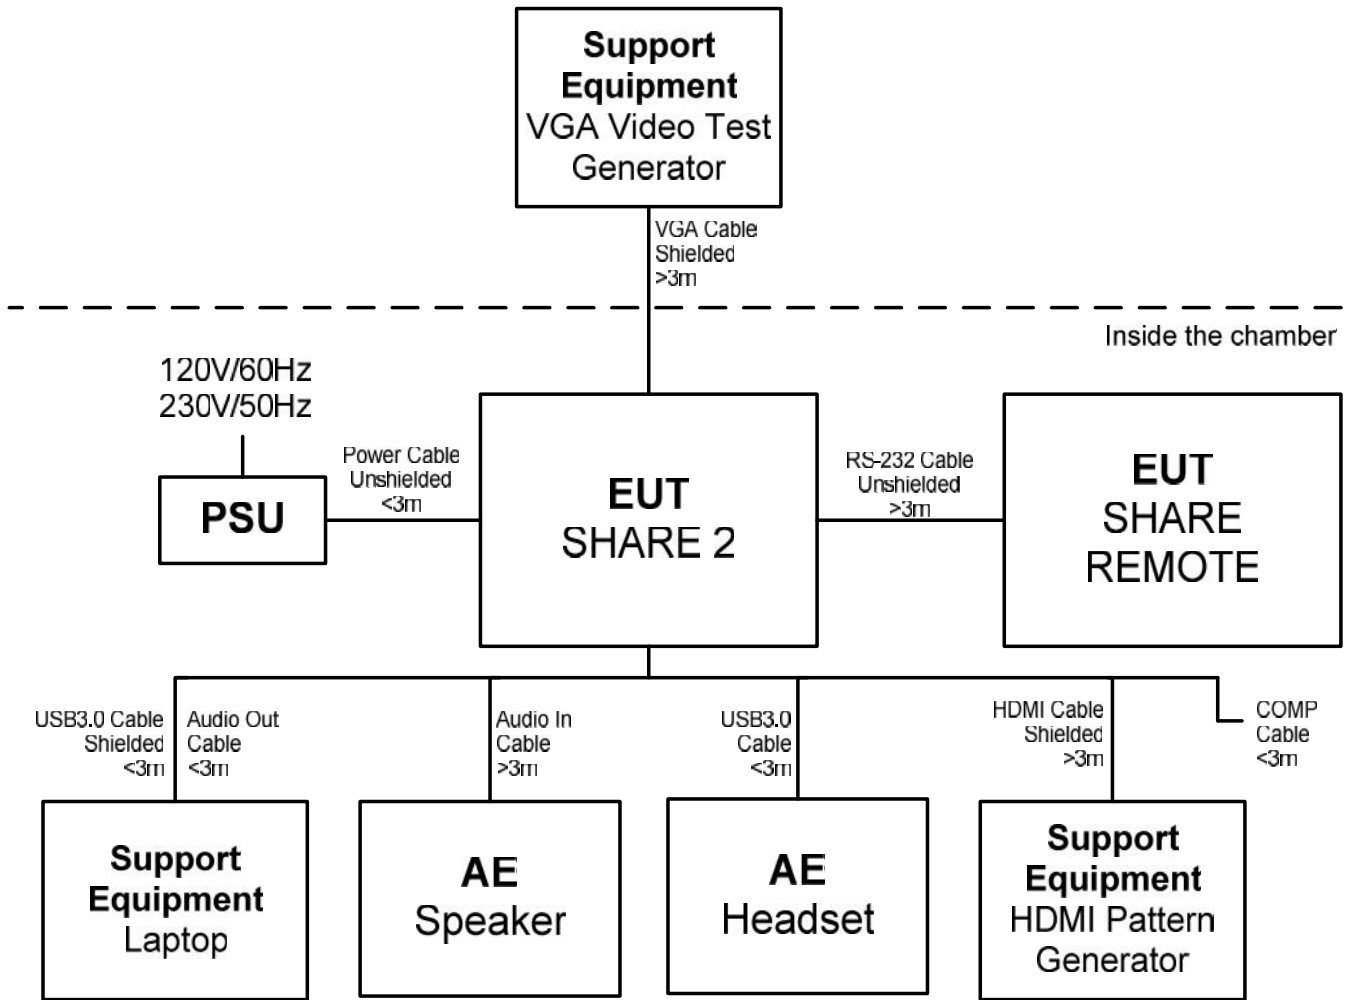 Support
Equipment
VGA Video Test
Generator
VGA Cable
Shielded
>3m
Inside the chamber
120V/60Hz
230V/50Hz
PSU
Power Cable
Unshielded
<3m
EUT
SHARE 2
RS-232 Cable
Unshielded
>3m
EUT
SHARE
REMOTE
USB3.0 Cable
Shielded
<3m
Audio Out
Cable
<3m
Audio In
Cable
>3m
USB3.0
Cable
<3m
HDMI Cable
Shielded
>3m
COMP
Cable
<3m
Support
Equipment
Laptop
AE
Speaker
AE
Headset
Support
Equipment
HDMI Pattern
Generator